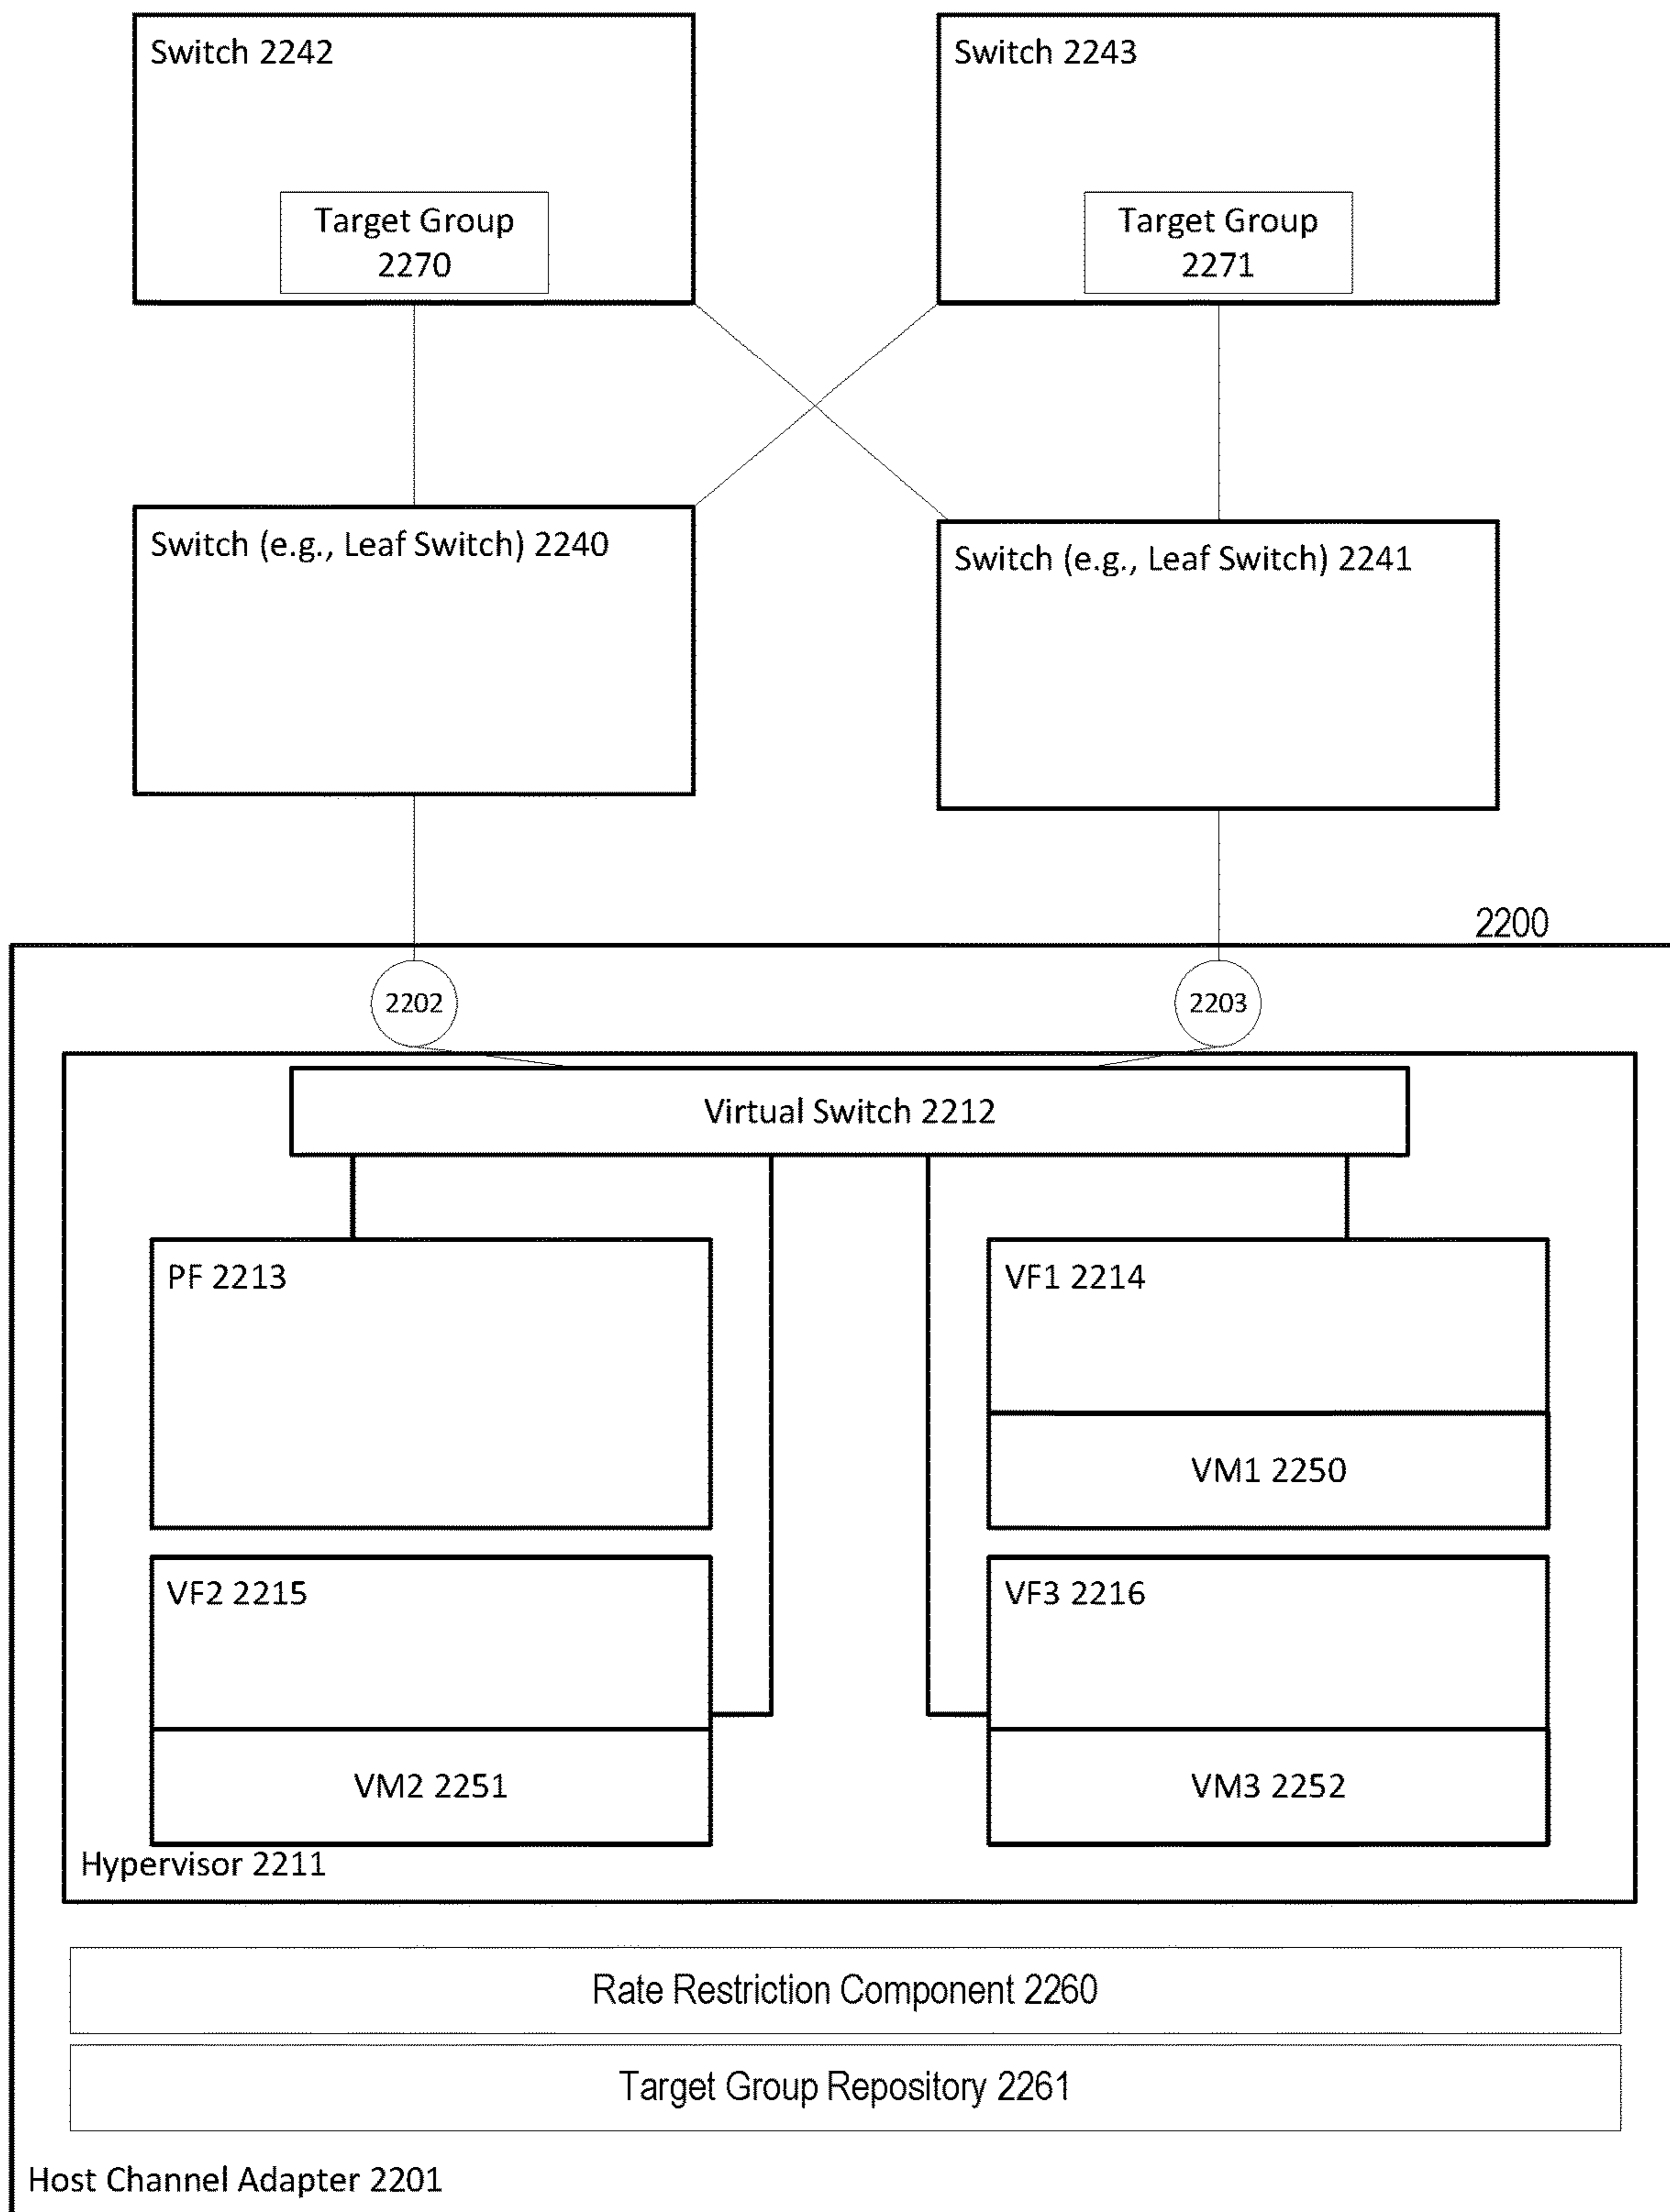 Switch 2242
Switch 2243
Target Group
2270
Target Group
2271
Switch (e.g., Leaf Switch) 2240
Switch (e.g., Leaf Switch) 2241
2200
2202
2203
Virtual Switch 2212
PF 2213
VF1 2214
VM1 2250
VF2 2215
VF3 2216
VM2 2251
VM3 2252
Hypervisor 2211
Rate Restriction Component 2260
Target Group Repository 2261
Host Channel Adapter 2201